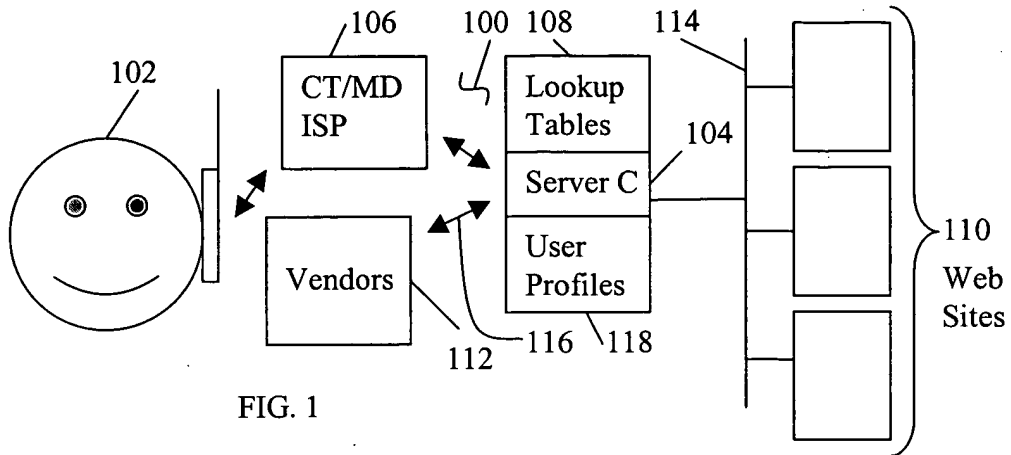 106
100
108
114
102
CT/MD
ISP
Lookup
Tables
104
Server C
User
Profiles
Vendors
110
Web
Sites
112
116
118
FIG. 1